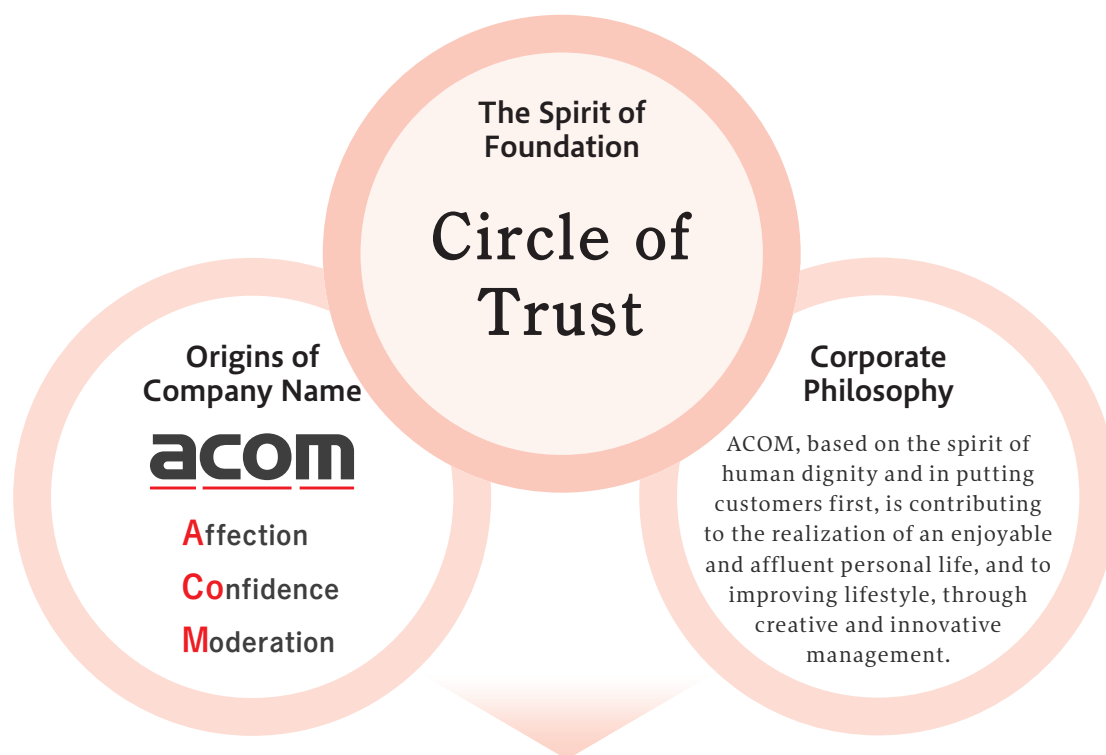 The Spirit of
Foundation
Circle of
Trust
Origins of
Company Name
acom
Affection
Confidence
Moderation
Corporate
Philosophy
ACOM, based on the spirit of
human dignity and in putting
customers first, is contributing
to the realization of an enjoyable
and affluent personal life, and to
improving lifestyle, through
creative and innovative
management.